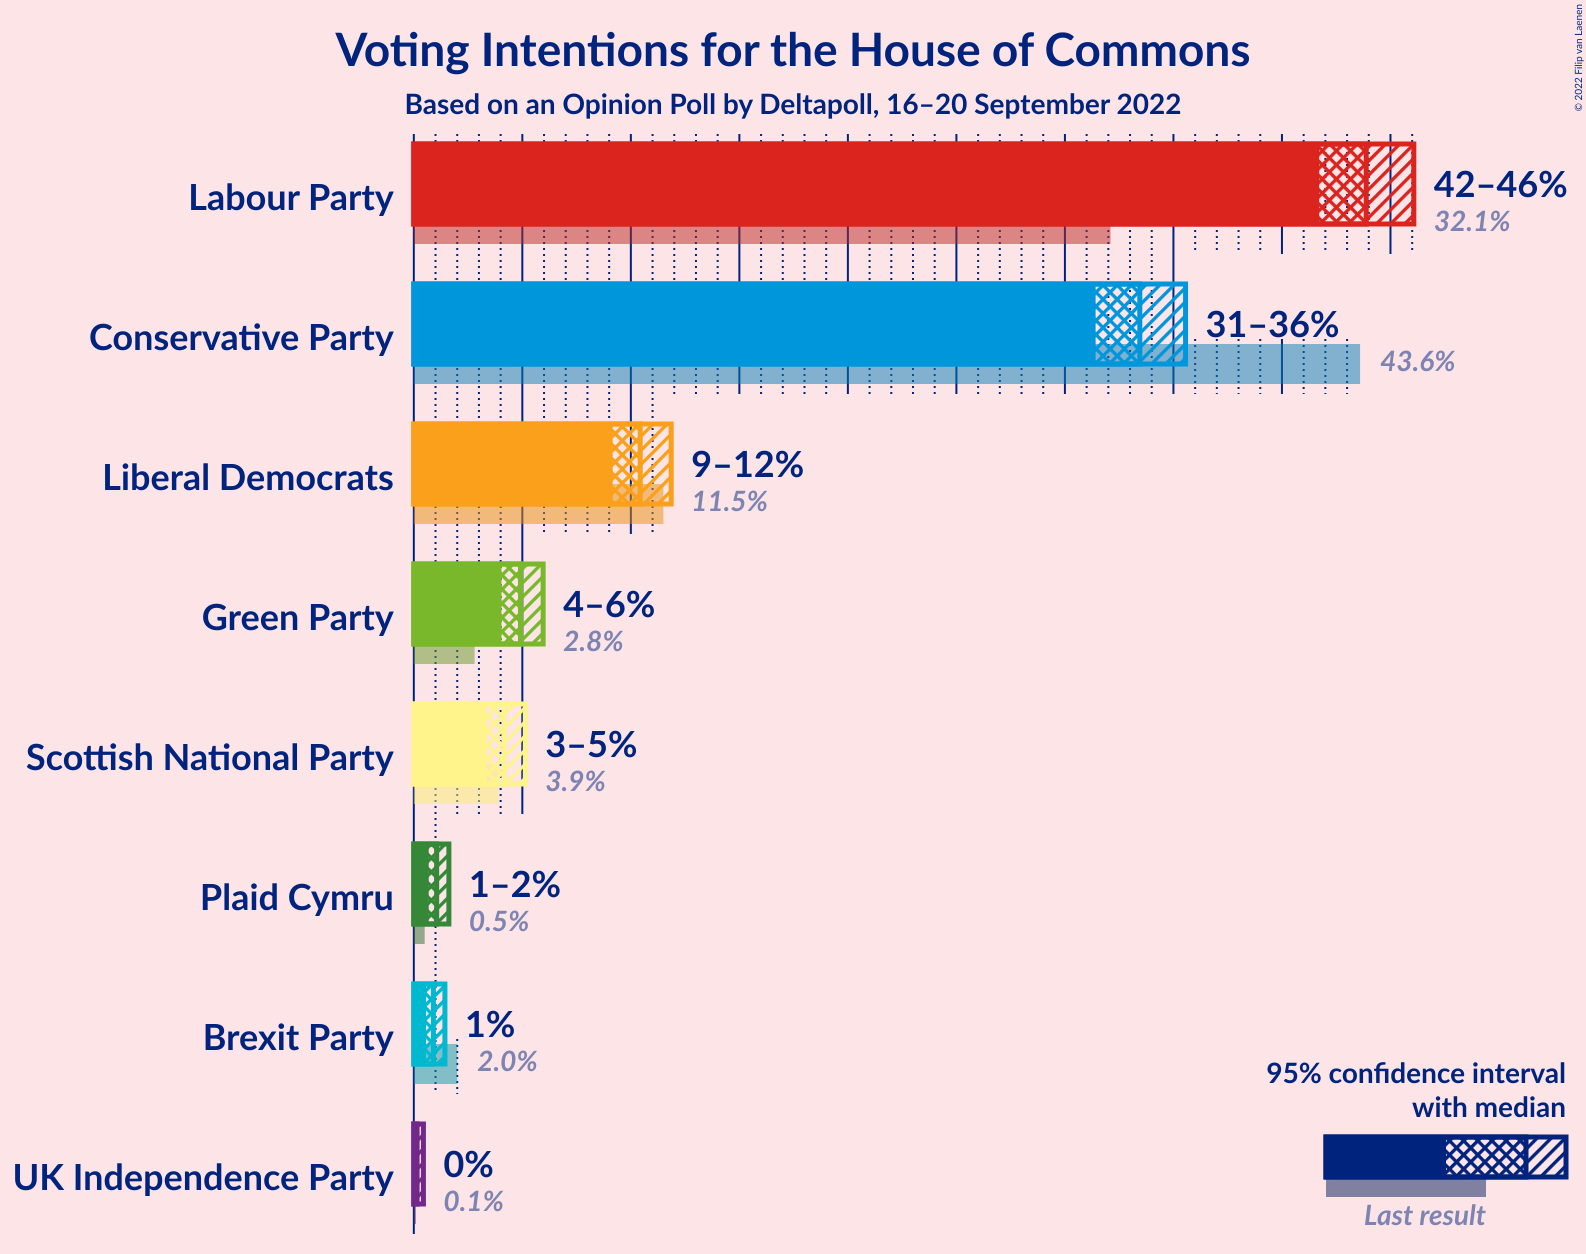 Voting Intentions for the House of Commons
Based on an Opinion Poll by Deltapoll, 16–20 September 2022
© 2022 Filip van Laenen
Labour Party
42–46%
32.1%
Conservative Party
31–36%
43.6%
Liberal Democrats
9–12%
11.5%
Green Party
4–6%
2.8%
Scottish National Party
3–5%
3.9%
Plaid Cymru
1–2%
0.5%
Brexit Party
1%
2.0%
UK Independence Party
0%
0.1%
95% confidence interval
with median
Last result